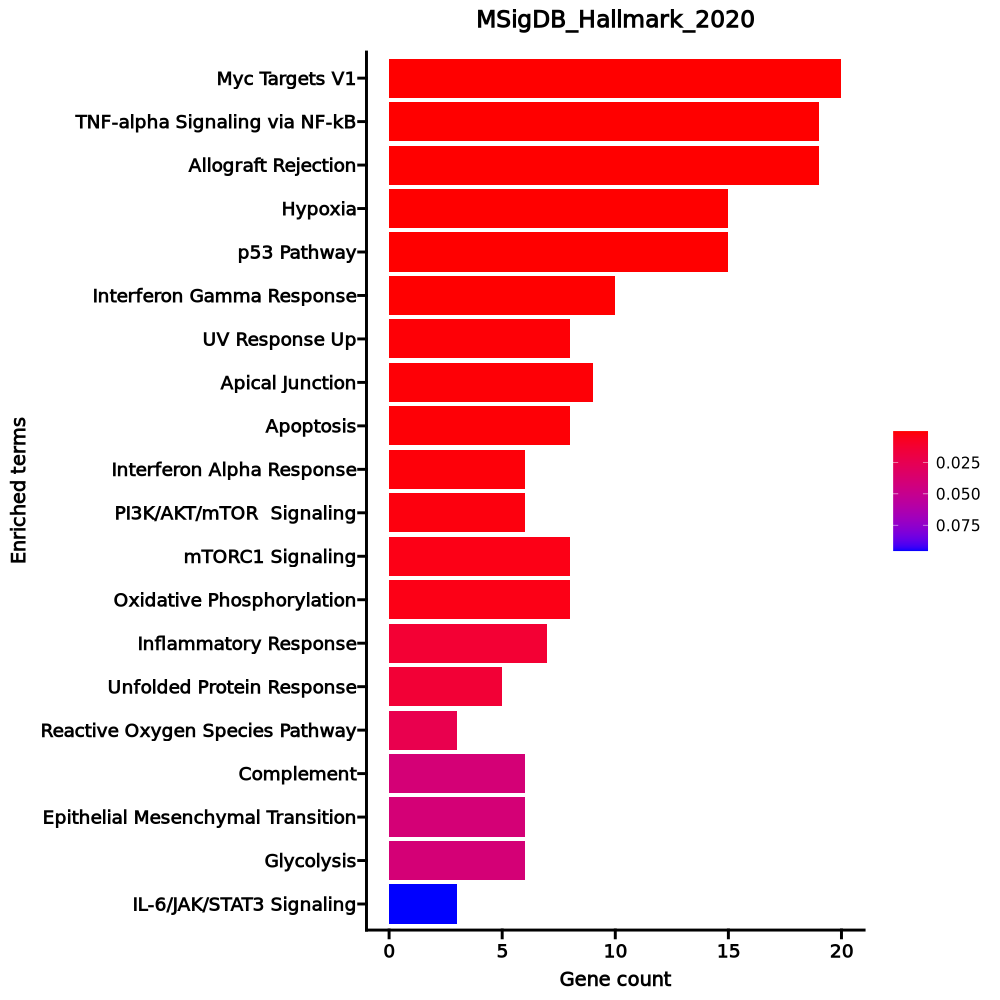 MSigDB_Hallmark_2020
Enriched terms
Myc Targets V1
TNF-alpha Signaling via NF-kB
Allograft Rejection
Hypoxia
p53 Pathway
Interferon Gamma Response
UV Response Up
Apical Junction
Apoptosis
Interferon Alpha Response
PI3K/AKT/mTOR  Signaling
mTORC1 Signaling
Oxidative Phosphorylation
Inflammatory Response
Unfolded Protein Response
Reactive Oxygen Species Pathway
Complement
Epithelial Mesenchymal Transition
Glycolysis
IL-6/JAK/STAT3 Signaling
0 5 10 15 20
Gene count
0.025
0.050
0.075